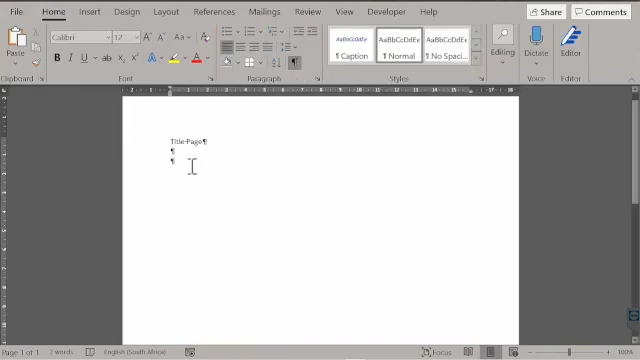 Home Insert Design Layout References Mailings Review View Developer Help Share Comments
Paste
Calibri 12
AaBbCcDdEe AaBbCcDdEe AaBbCcDdEe
¶ Caption ¶ Normal ¶ No Spaci...
Editing Dictate Editor
Clipboard Font Paragraph Styles Voice Editor
Title·Page¶
¶
¶
Page 1 of 1 2 words English (South Africa) Focus 100%